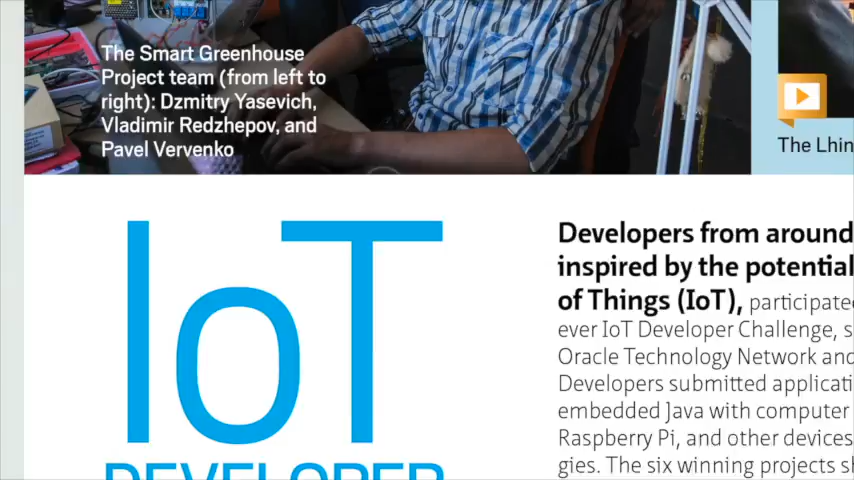 The Smart Greenhouse
Project team (from left to
right): Dzmitry Yasevich,
Vladimir Redzhepov, and
Pavel Vervenko
The Lhin
IoT
DEVELOPER
Developers from around
inspired by the potential
of Things (IoT), participated
ever IoT Developer Challenge, s
Oracle Technology Network and
Developers submitted applicati
embedded Java with computer
Raspberry Pi, and other devices
gies. The six winning projects sh